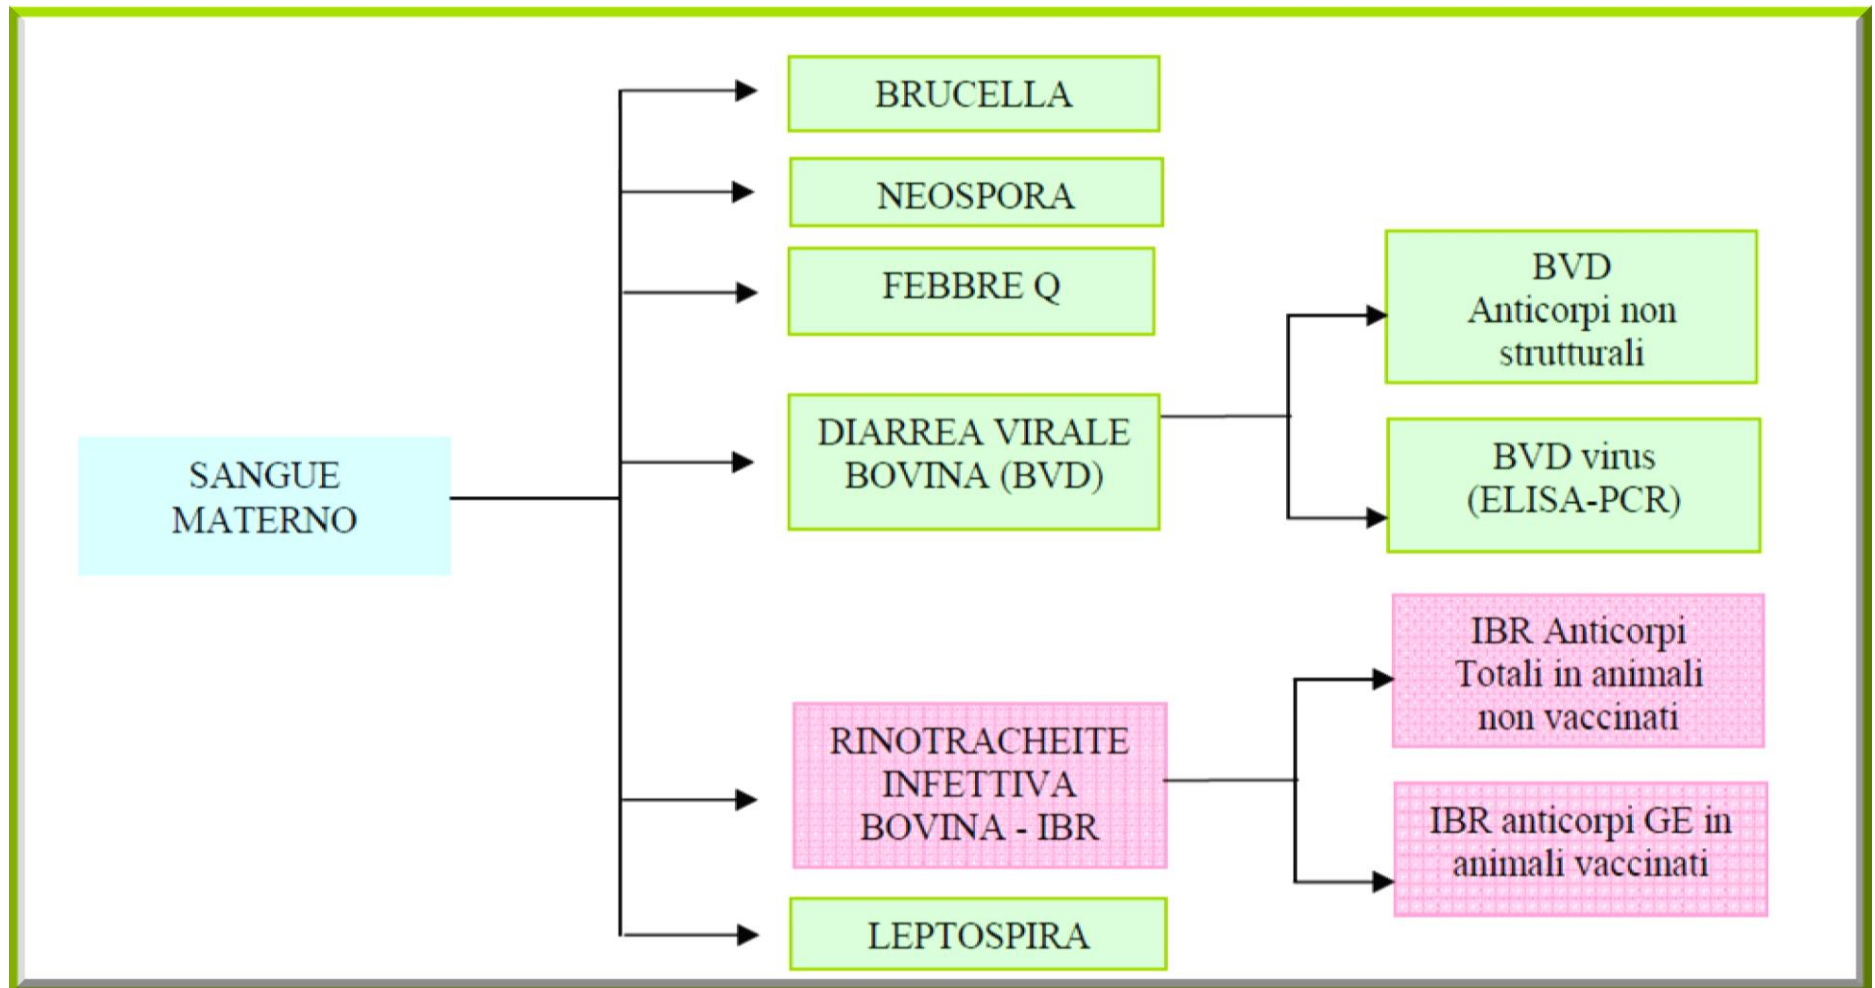 SANGUE
MATERNO
BRUCELLA
NEOSPORA
FEBBRE Q
DIARREA VIRALE
BOVINA (BVD)
BVD
Anticorpi non
strutturali
BVD virus
(ELISA-PCR)
RINOTRACHEITE
INFETTIVA
BOVINA - IBR
IBR Anticorpi
Totali in animali
non vaccinati
IBR anticorpi GE in
animali vaccinati
LEPTOSPIRA